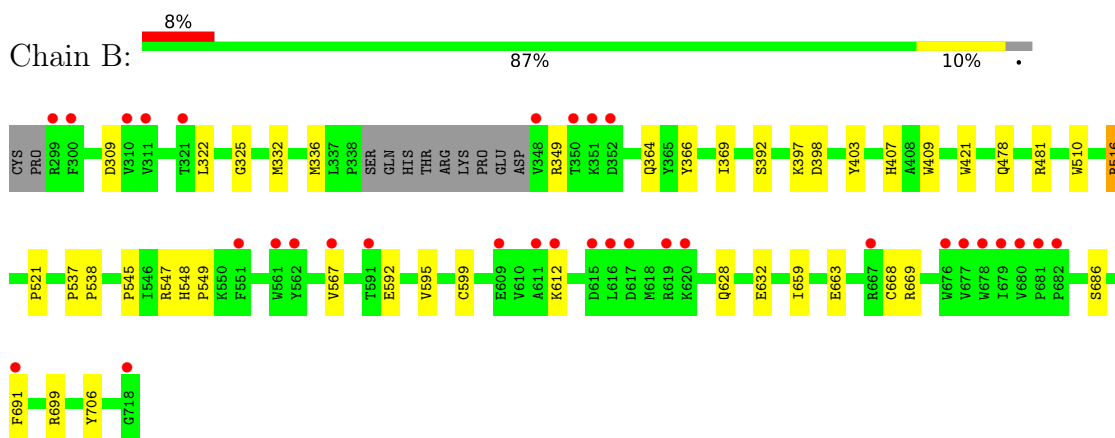 8%
Chain B:
87% 10% •
CYS PRO R299 F300 D309 V310 V311 T321 L322 G325 M332 M336 L337 P338 SER GLN HIS THR ARG LYS PRO GLU ASP V348 R349 T350 K351 D352 Q364 Y365 Y366 I369 S392 K397 D398 Y403 H407 A408 W409 W421 Q478 R481 W510 R516
P521 P537 P538 P545 I546 R547 H548 P549 K550 F551 W561 Y562 V567 T591 E592 V595 C599 E609 V610 A611 K612 D615 L616 D617 M618 R619 K620 Q628 E632 I659 E663 R667 C668 R669 W676 V677 W678 I679 V680 P681 P682 S686
F691 R699 Y706 G718